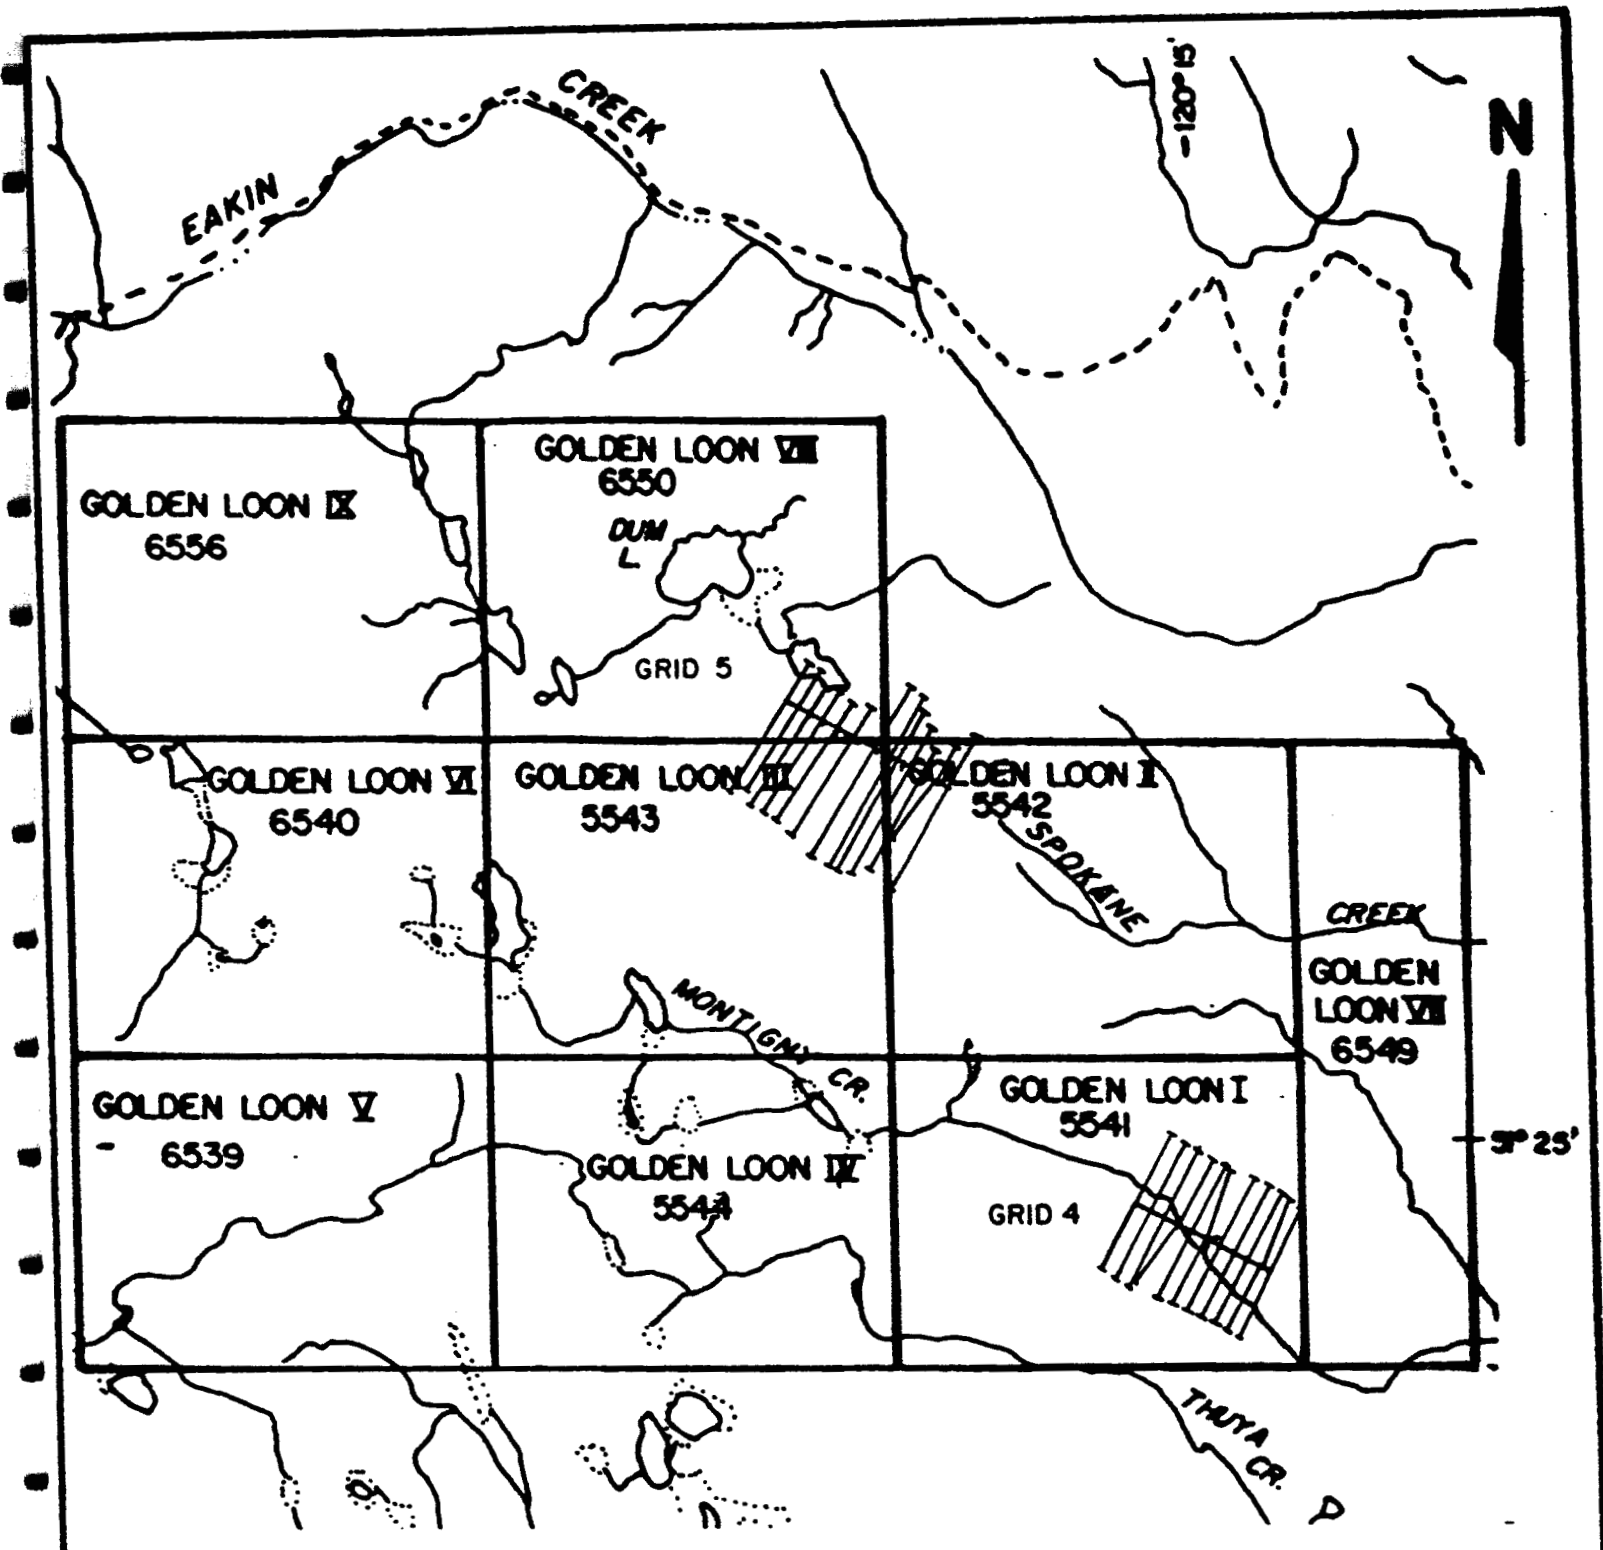 CREEK
-120° 15'
N
EAKIN
GOLDEN LOON VIII
6550
GOLDEN LOON IX
6556
DUM
L.
GRID 5
GOLDEN LOON VI
6540
GOLDEN LOON III
5543
GOLDEN LOON II
5542
SPOKANE
CREEK
GOLDEN
LOON VII
6549
MONTIGNY CR.
GOLDEN LOON V
6539
GOLDEN LOON I
5541
51° 25'
GOLDEN LOON IV
5544
GRID 4
THUYA
CR.